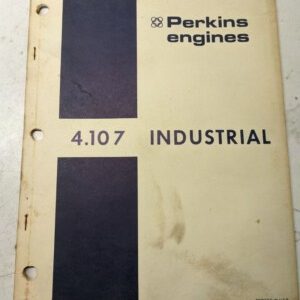 Perkins
engines
4.107 INDUSTRIAL